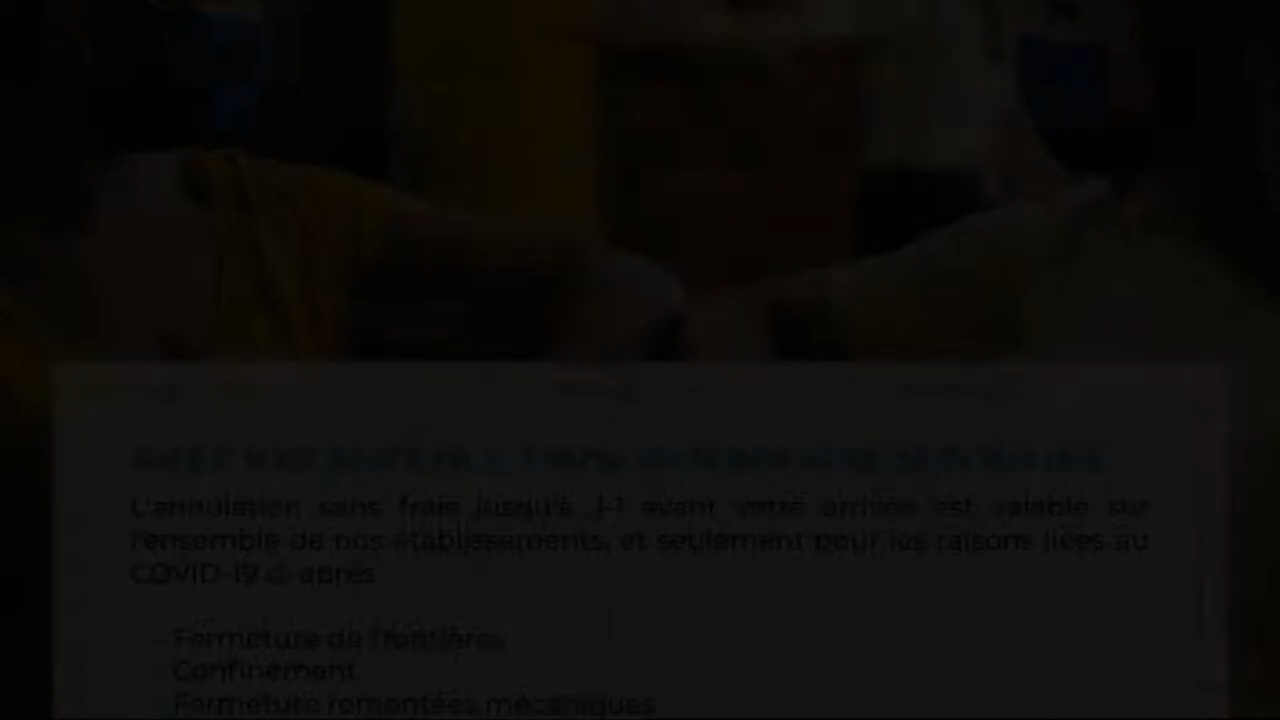 L'annulation sans frais jusqu'à J-1 avant votre arrivée est valable sur
l'ensemble de nos établissements, et seulement pour les raisons liées au
COVID-19 ci-après
Fermeture de frontières
Confinement
Fermeture remontées mécaniques